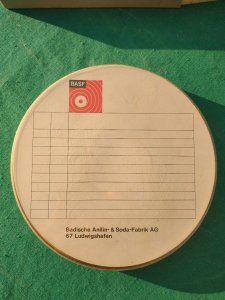 BASF
Badische Anilin- & Soda-Fabrik AG
67 Ludwigshafen